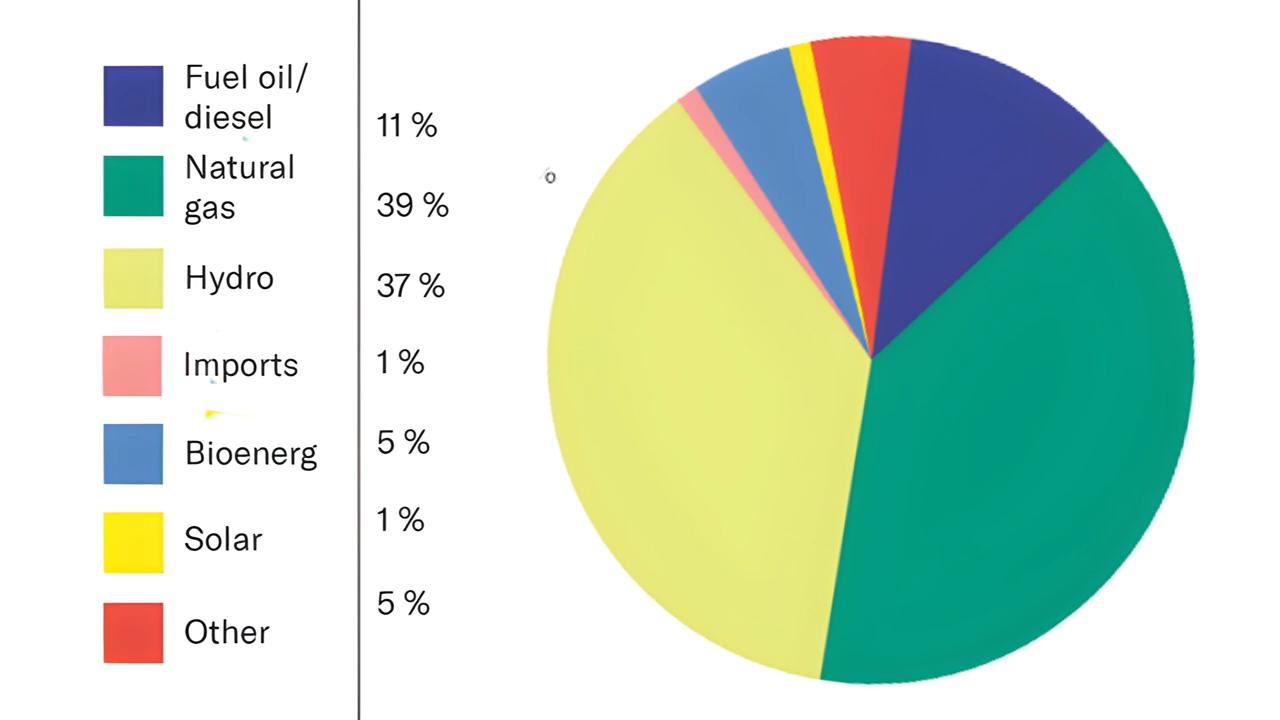 Fuel oil/
diesel
11 %
Natural
gas
39 %
Hydro
37 %
Imports
1 %
Bioenerg
5 %
Solar
1 %
Other
5 %